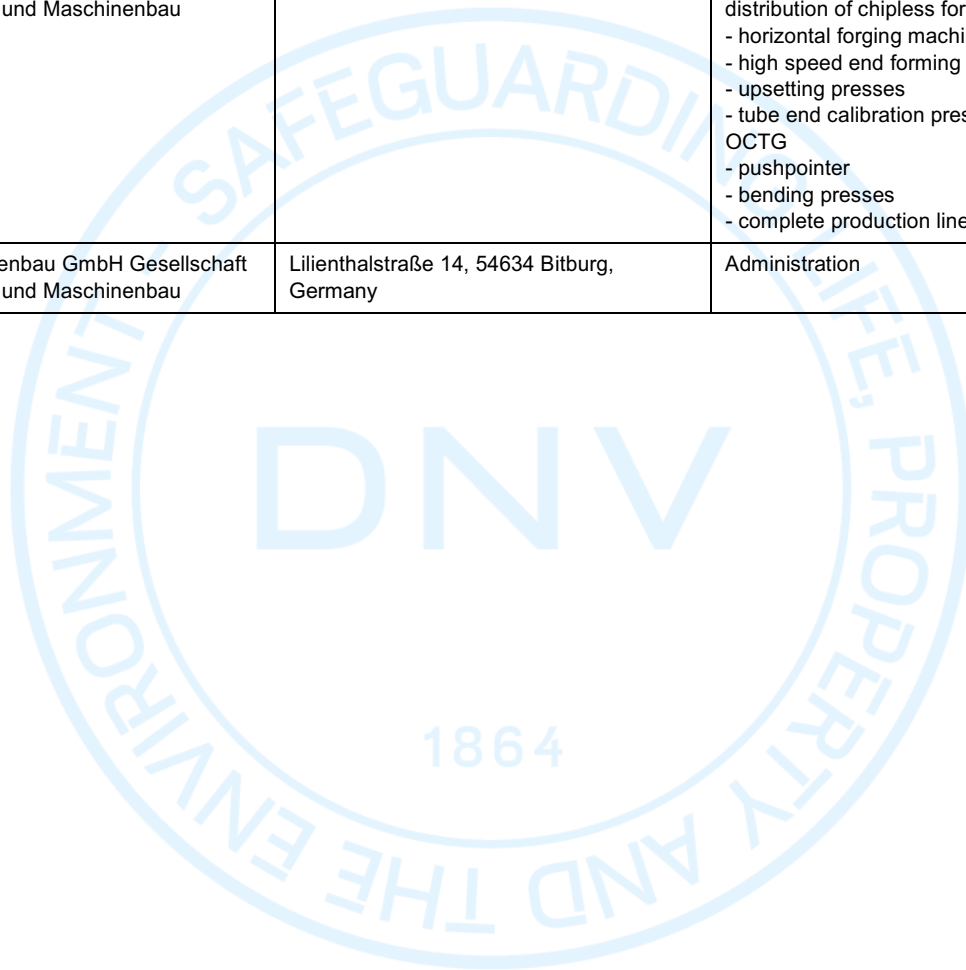 und Maschinenbau
distribution of chipless for
- horizontal forging machi
- high speed end forming
- upsetting presses
- tube end calibration pres
OCTG
- pushpointer
- bending presses
- complete production line
enbau GmbH Gesellschaft
und Maschinenbau
Lilienthalstraße 14, 54634 Bitburg,
Germany
Administration
SAFEGUARDING LIFE, PROPERTY AND THE ENVIRONMENT
DNV
1864